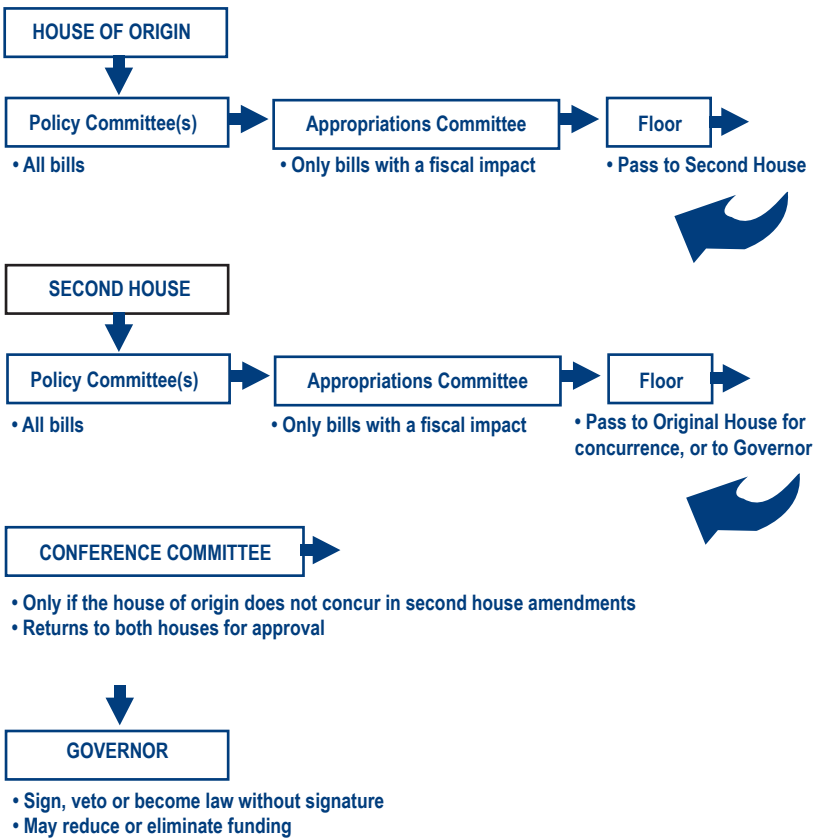 HOUSE OF ORIGIN
Policy Committee(s)
Appropriations Committee
Floor
• All bills
• Only bills with a fiscal impact
• Pass to Second House
SECOND HOUSE
Policy Committee(s)
Appropriations Committee
Floor
• All bills
• Only bills with a fiscal impact
• Pass to Original House for
concurrence, or to Governor
CONFERENCE COMMITTEE
• Only if the house of origin does not concur in second house amendments
• Returns to both houses for approval
GOVERNOR
• Sign, veto or become law without signature
• May reduce or eliminate funding